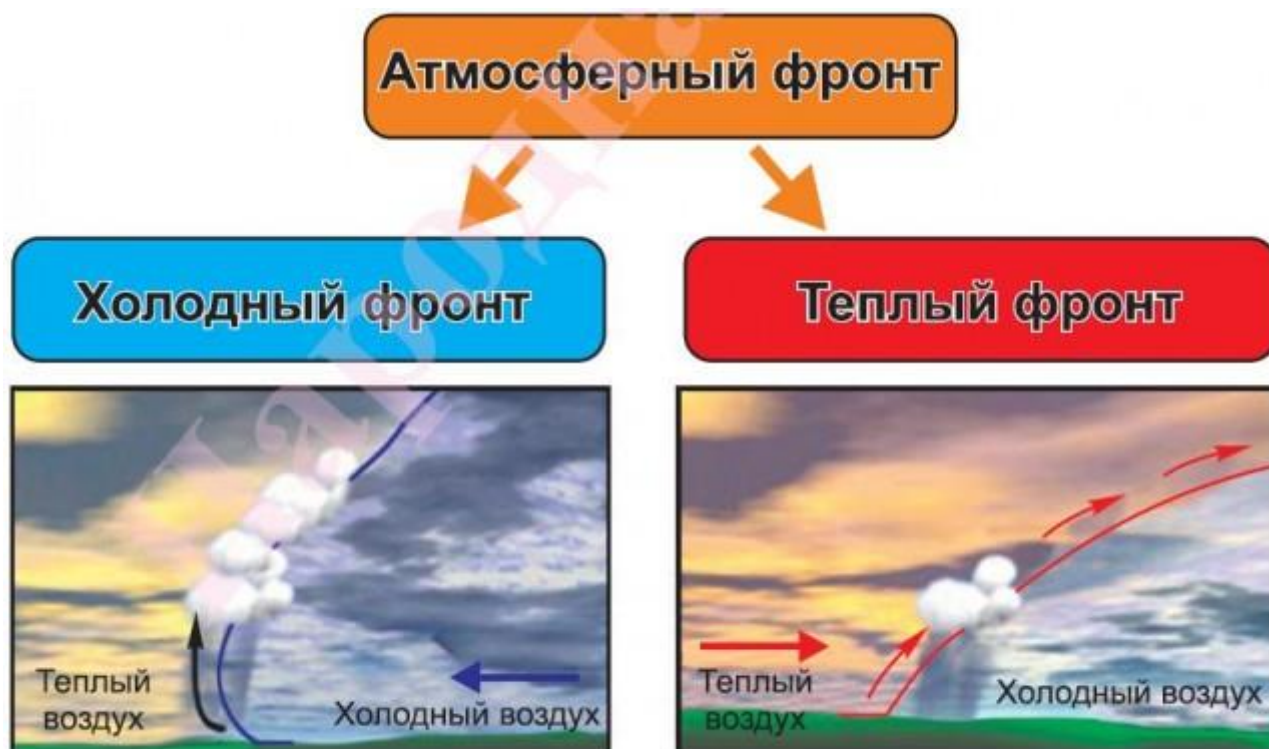 Атмосферный фронт
Холодный фронт
Теплый фронт
Теплый
воздух
Холодный воздух
Теплый
воздух
Холодный воздух